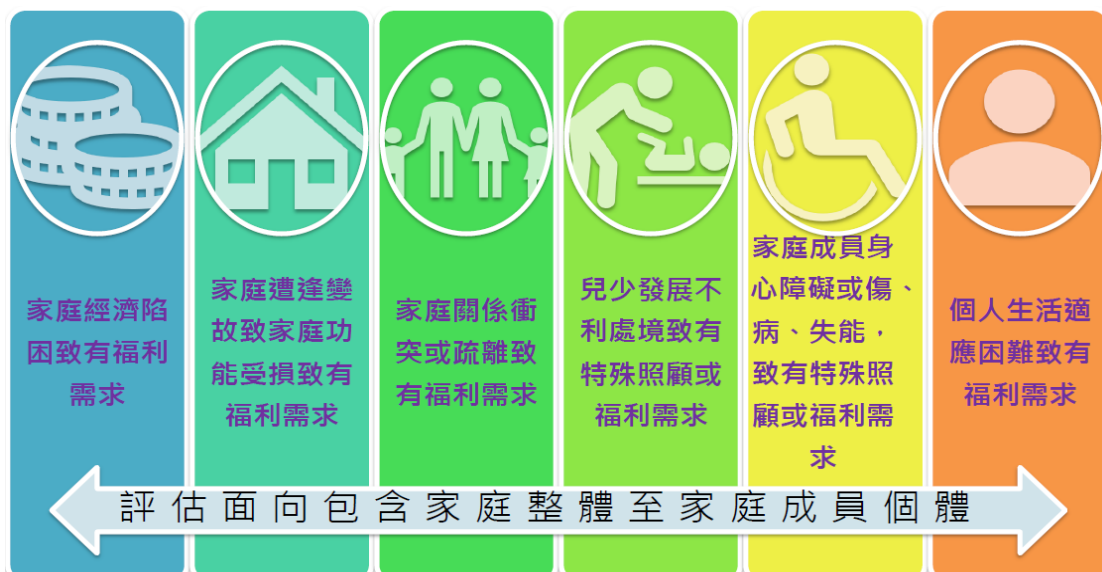 家庭經濟陷
困致有福利
需求
家庭遭逢變
故致家庭功
能受損致有
福利需求
家庭關係衝
突或疏離致
有福利需求
兒少發展不
利處境致有
特殊照顧或
福利需求
家庭成員身
心障礙或傷、
病、失能，
致有特殊照
顧或福利需
求
個人生活適
應困難致有
福利需求
評估面向包含家庭整體至家庭成員個體